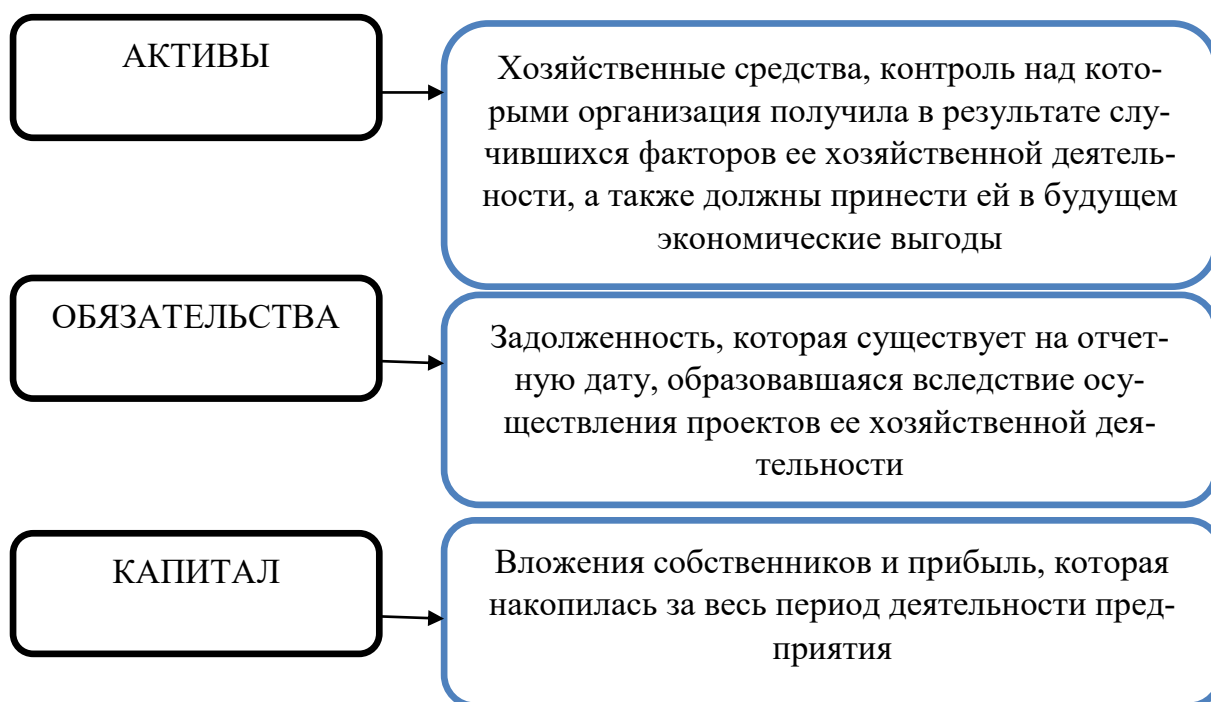 АКТИВЫ
Хозяйственные средства, контроль над кото-
рыми организация получила в результате слу-
чившихся факторов ее хозяйственной деятель-
ности, а также должны принести ей в будущем
экономические выгоды
ОБЯЗАТЕЛЬСТВА
Задолженность, которая существует на отчет-
ную дату, образовавшаяся вследствие осу-
ществления проектов ее хозяйственной дея-
тельности
КАПИТАЛ
Вложения собственников и прибыль, которая
накопилась за весь период деятельности пред-
приятия